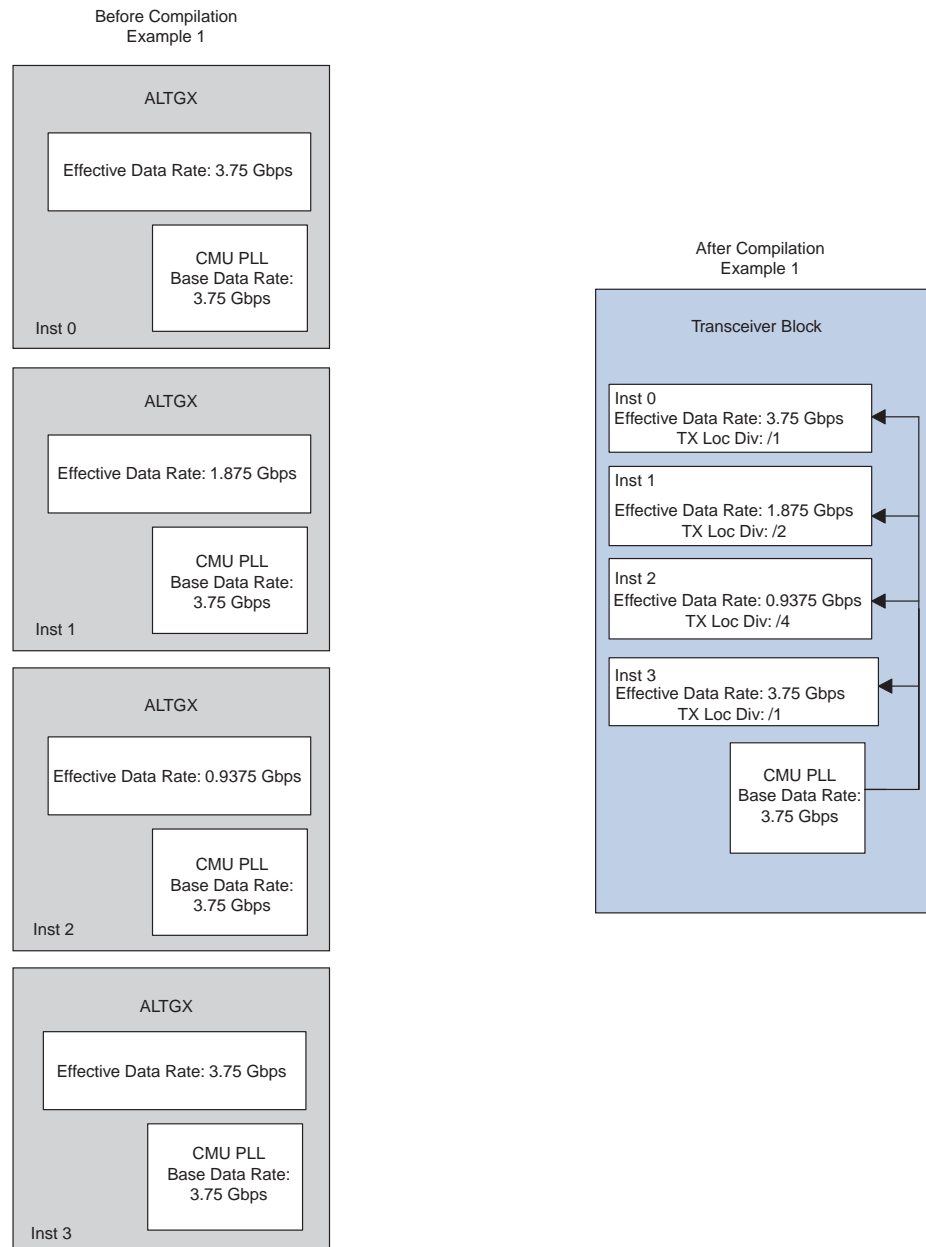 Before Compilation
Example 1
ALTGX
Effective Data Rate: 3.75 Gbps
CMU PLL
Base Data Rate:
3.75 Gbps
Inst 0
ALTGX
Effective Data Rate: 1.875 Gbps
CMU PLL
Base Data Rate:
3.75 Gbps
Inst 1
ALTGX
Effective Data Rate: 0.9375 Gbps
CMU PLL
Base Data Rate:
3.75 Gbps
Inst 2
ALTGX
Effective Data Rate: 3.75 Gbps
CMU PLL
Base Data Rate:
3.75 Gbps
Inst 3
After Compilation
Example 1
Transceiver Block
Inst 0
Effective Data Rate: 3.75 Gbps
TX Loc Div: /1
Inst 1
Effective Data Rate: 1.875 Gbps
TX Loc Div: /2
Inst 2
Effective Data Rate: 0.9375 Gbps
TX Loc Div: /4
Inst 3
Effective Data Rate: 3.75 Gbps
TX Loc Div: /1
CMU PLL
Base Data Rate:
3.75 Gbps